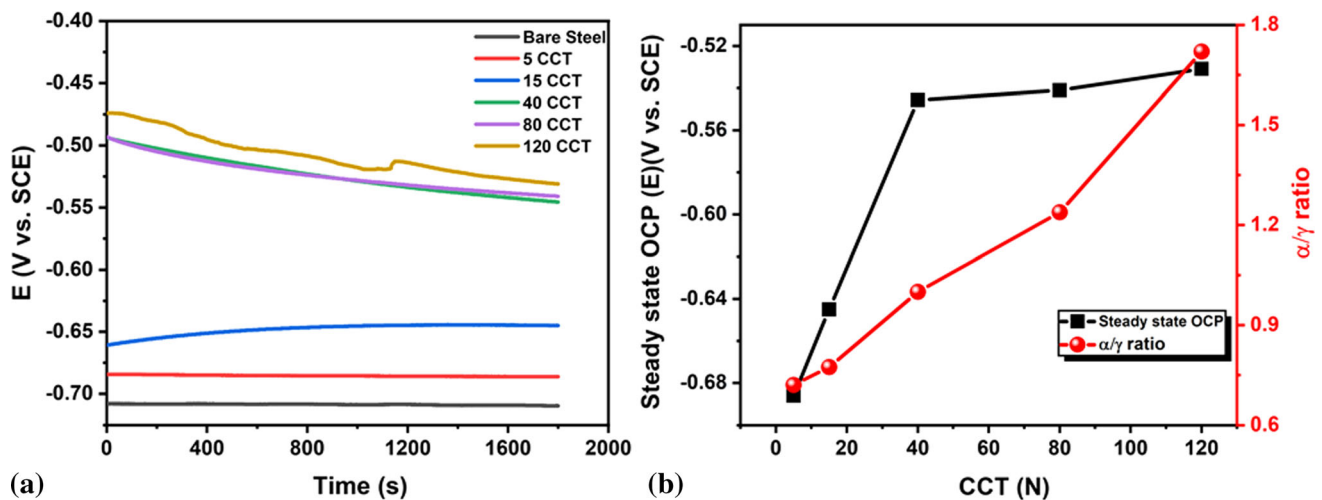 -0.40
-0.45
-0.50
-0.55
-0.60
-0.65
-0.70
E (V vs. SCE)
Bare Steel
5 CCT
15 CCT
40 CCT
80 CCT
120 CCT
0 400 800 1200 1600 2000
Time (s)
(a)
-0.52
-0.56
-0.60
-0.64
-0.68
Steady state OCP (E)(V vs. SCE)
Steady state OCP
α/γ ratio
1.8
1.5
1.2
0.9
0.6
α/γ ratio
0 20 40 60 80 100 120
CCT (N)
(b)